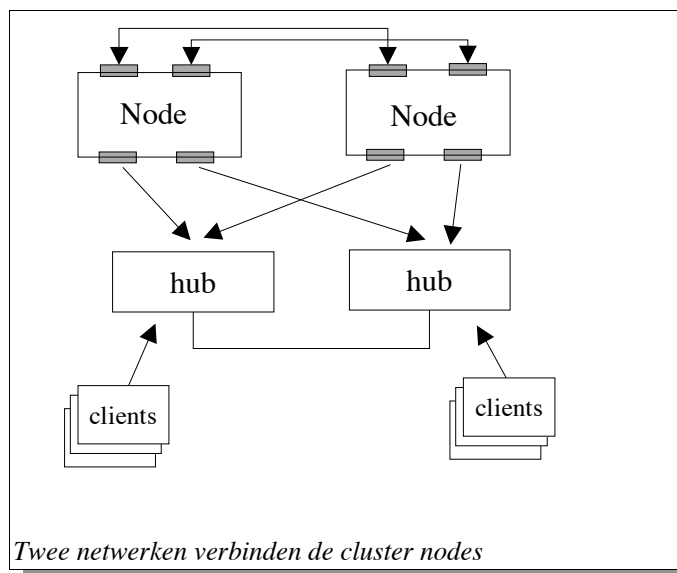 Node
Node
hub
hub
clients
clients
Twee netwerken verbinden de cluster nodes